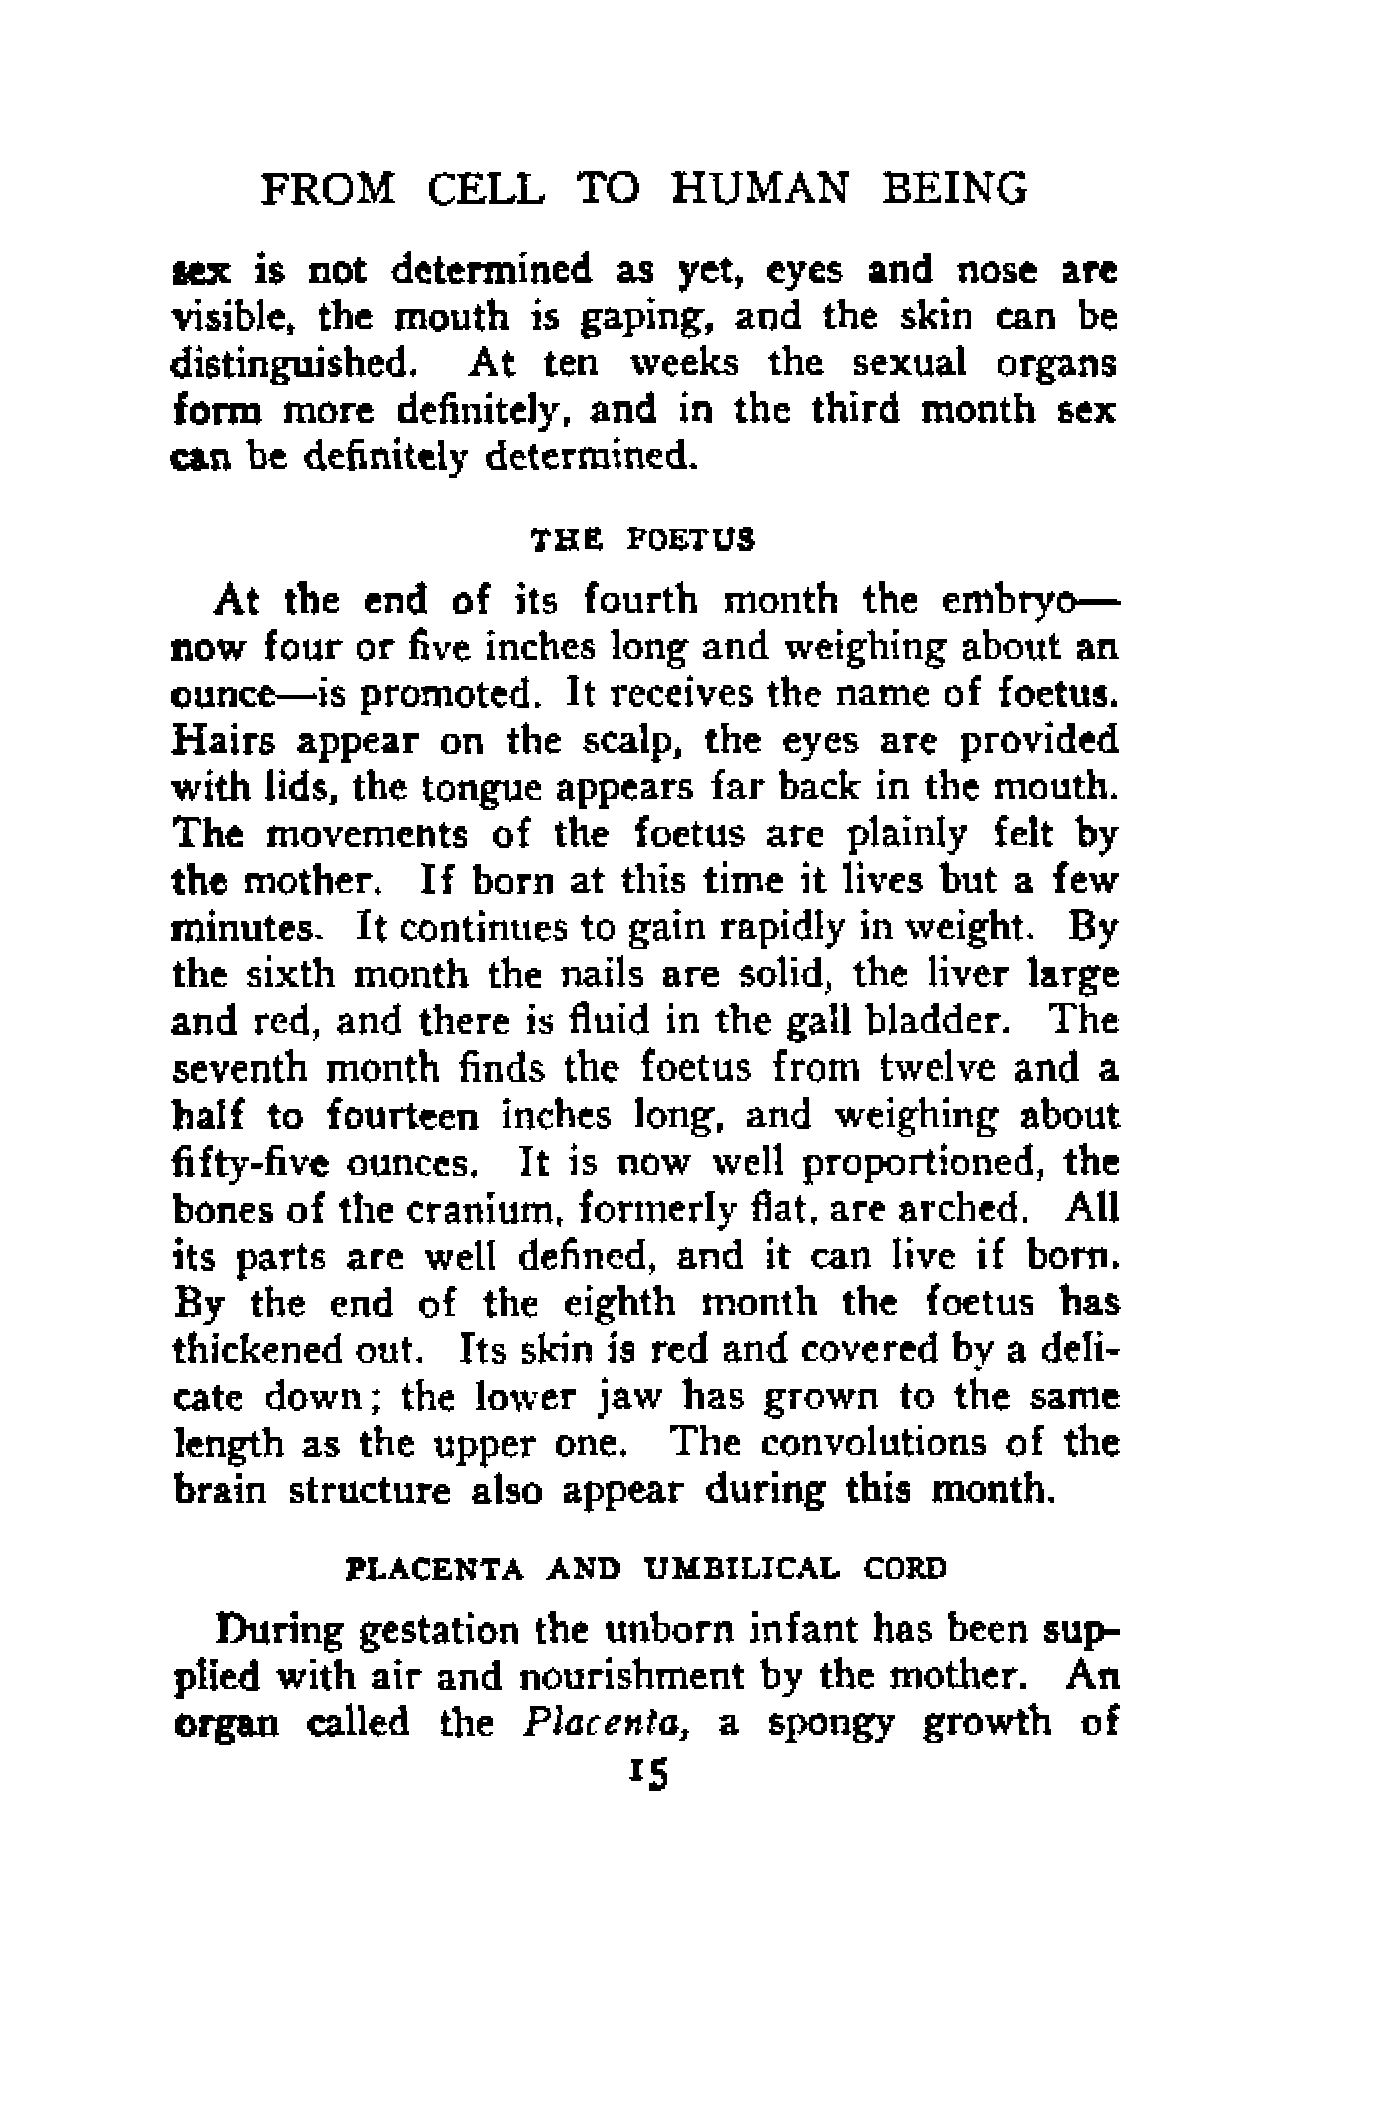 FROM CELL TO HUMAN BEING
sex is not determined as yet, eyes and nose are
visible, the mouth is gaping, and the skin can be
distinguished. At ten weeks the sexual organs
form more definitely, and in the third month sex
can be definitely determined.
THE FOETUS
At the end of its fourth month the embryo—
now four or five inches long and weighing about an
ounce—is promoted. It receives the name of foetus.
Hairs appear on the scalp, the eyes are provided
with lids, the tongue appears far back in the mouth.
The movements of the foetus are plainly felt by
the mother. If born at this time it lives but a few
minutes. It continues to gain rapidly in weight. By
the sixth month the nails are solid, the liver large
and red, and there is fluid in the gall bladder. The
seventh month finds the foetus from twelve and a
half to fourteen inches long, and weighing about
fifty-five ounces. It is now well proportioned, the
bones of the cranium, formerly flat, are arched. All
its parts are well defined, and it can live if born.
By the end of the eighth month the foetus has
thickened out. Its skin is red and covered by a deli-
cate down; the lower jaw has grown to the same
length as the upper one. The convolutions of the
brain structure also appear during this month.
PLACENTA AND UMBILICAL CORD
During gestation the unborn infant has been sup-
plied with air and nourishment by the mother. An
organ called the Placenta, a spongy growth of
15